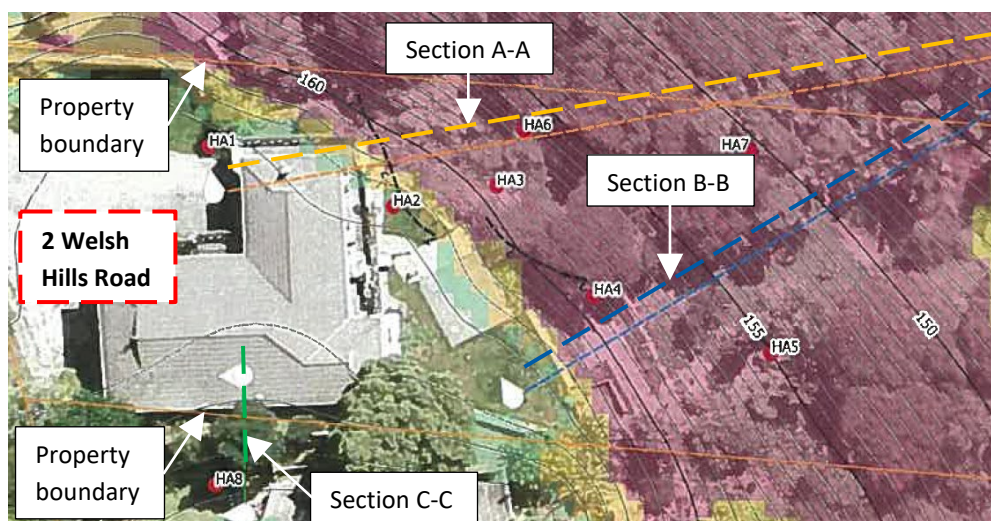 Section A-A
160
Property
boundary
HA1
HA6
HA7
HA3
Section B-B
HA2
2 Welsh
Hills Road
HA4
155
150
HA5
Property
boundary
HA8
Section C-C